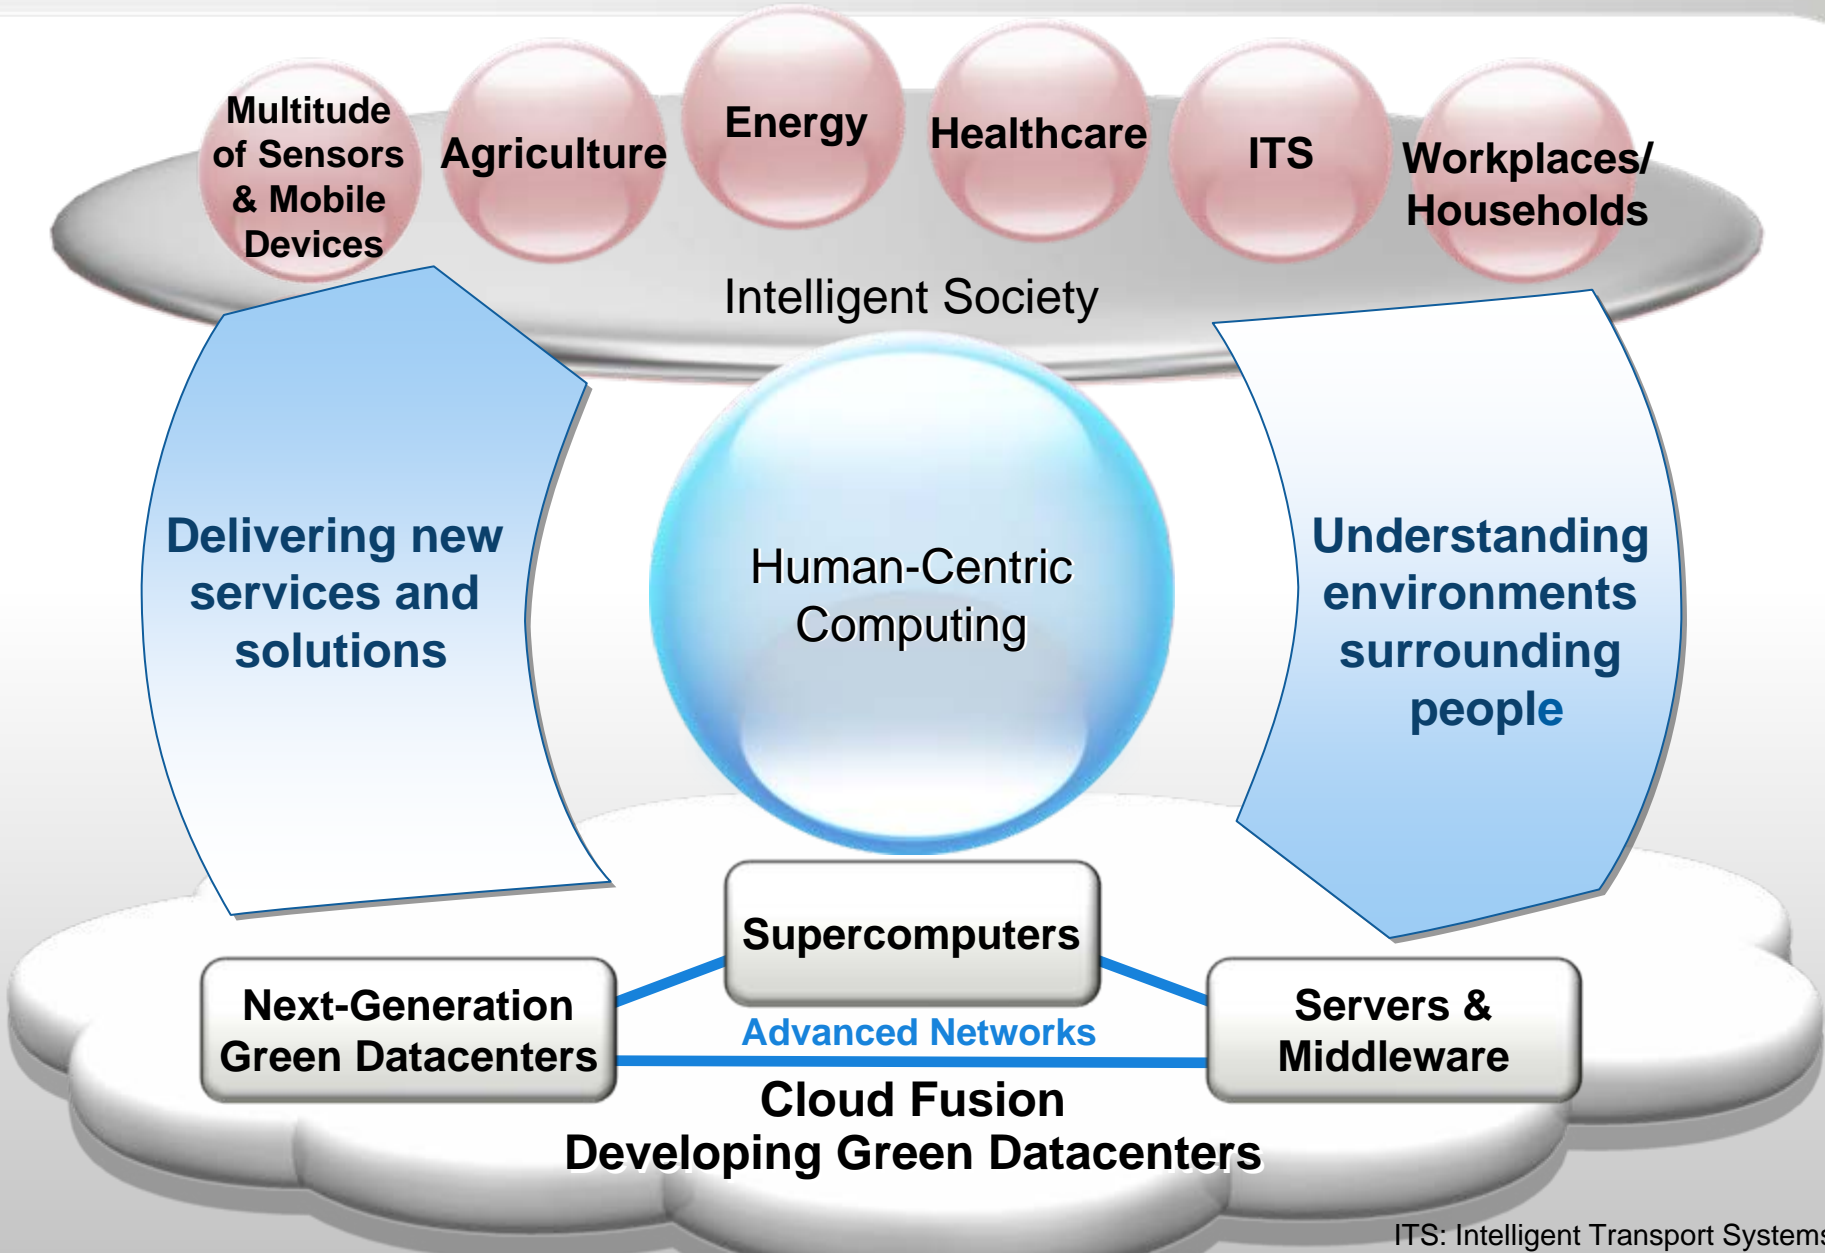 Multitude
of Sensors
& Mobile
Devices
Agriculture
Energy
Healthcare
ITS
Workplaces/
Households
Intelligent Society
Delivering new
services and
solutions
Human-Centric
Computing
Understanding
environments
surrounding
people
Supercomputers
Next-Generation
Green Datacenters
Advanced Networks
Servers &
Middleware
Cloud Fusion
Developing Green Datacenters
ITS: Intelligent Transport Systems